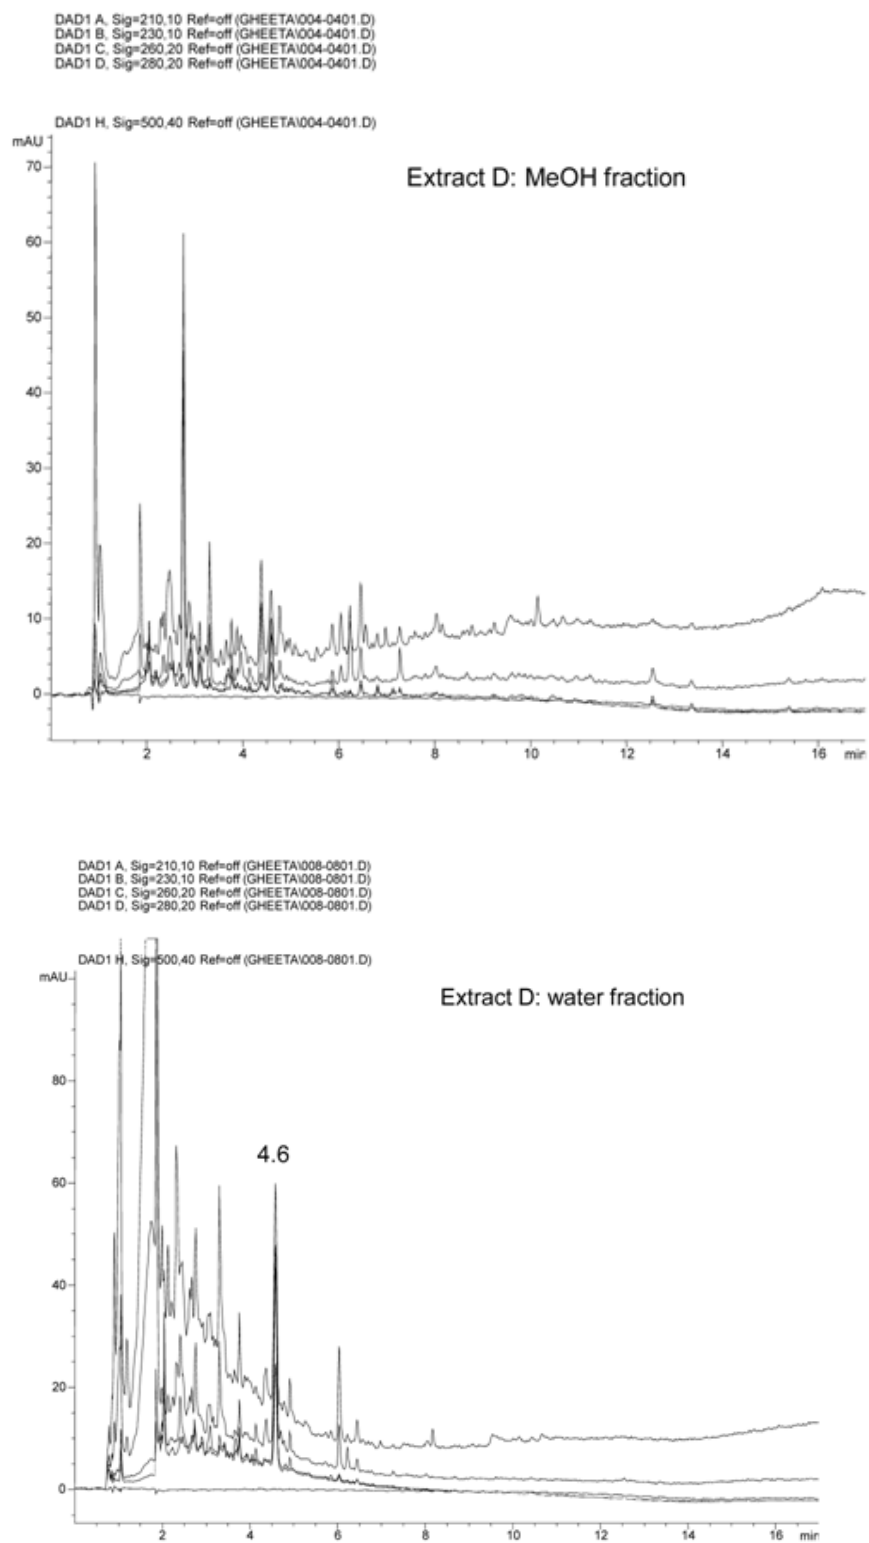 DAD1 A, Sig=210,10 Ref=off (GHEETA\004-0401.D)
DAD1 B, Sig=230,10 Ref=off (GHEETA\004-0401.D)
DAD1 C, Sig=260,20 Ref=off (GHEETA\004-0401.D)
DAD1 D, Sig=280,20 Ref=off (GHEETA\004-0401.D)
DAD1 H, Sig=500,40 Ref=off (GHEETA\004-0401.D)
mAU
Extract D: MeOH fraction
70
60
50
40
30
20
10
0
2 4 6 8 10 12 14 16 min
DAD1 A, Sig=210,10 Ref=off (GHEETA\008-0801.D)
DAD1 B, Sig=230,10 Ref=off (GHEETA\008-0801.D)
DAD1 C, Sig=260,20 Ref=off (GHEETA\008-0801.D)
DAD1 D, Sig=280,20 Ref=off (GHEETA\008-0801.D)
DAD1 H, Sig=500,40 Ref=off (GHEETA\008-0801.D)
mAU
Extract D: water fraction
80
4.6
60
40
20
0
2 4 6 8 10 12 14 16 min